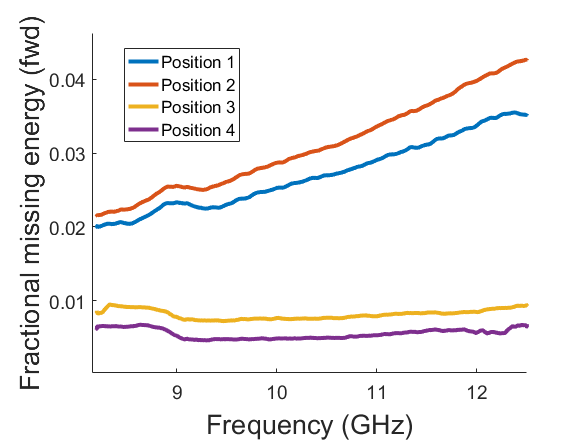 Fractional missing energy (fwd)
0.04
0.03
0.02
0.01
Position 1
Position 2
Position 3
Position 4
9 10 11 12
Frequency (GHz)